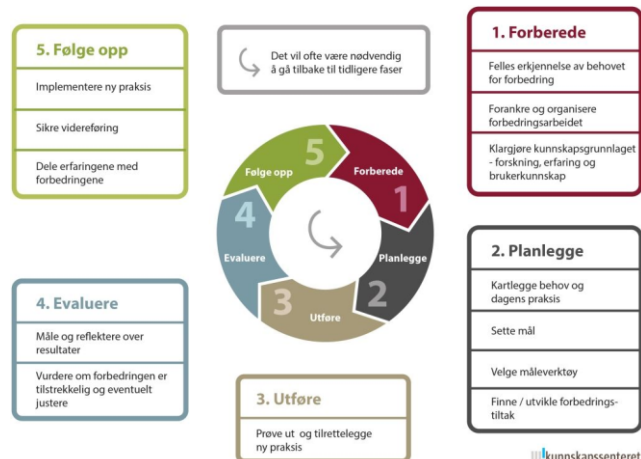 5. Følge opp
Implementere ny praksis
Sikre videreføring
Dele erfaringene med
forbedringene
Det vil ofte være nødvendig
å gå tilbake til tidligere faser
1. Forberede
Felles erkjennelse av behovet
for forbedring
Forankre og organisere
forbedringsarbeidet
Klargjøre kunnskapsgrunnlaget
- forskning, erfaring og
brukerkunnskap
5
Følge opp
Forberede
1
4
Evaluere
Planlegge
2
3
Utføre
2. Planlegge
Kartlegge behov og
dagens praksis
Sette mål
Velge måleverktøy
Finne / utvikle forbedrings-
tiltak
4. Evaluere
Måle og reflektere over
resultater
Vurdere om forbedringen er
tilstrekkelig og eventuelt
justere
3. Utføre
Prøve ut og tilrettelegge
ny praksis
kunnskapssenteret